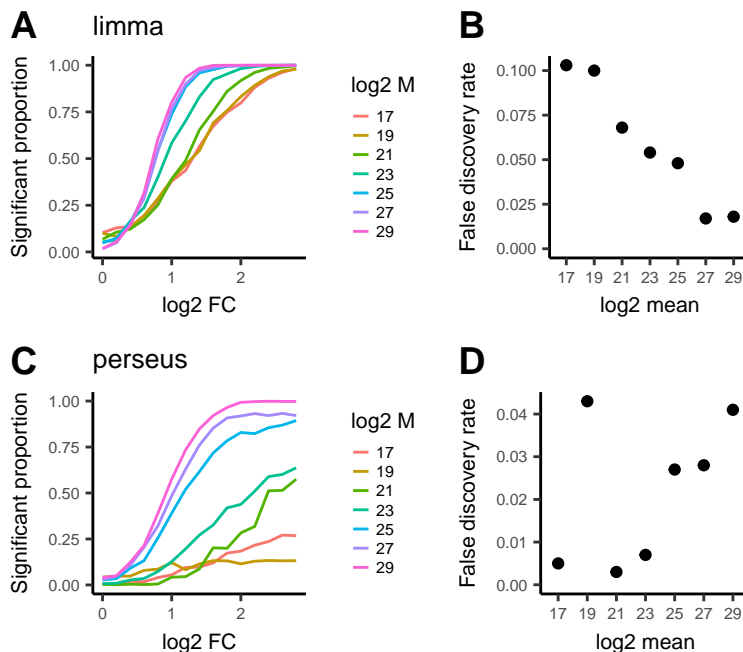 A limma
Significant proportion
1.00
0.75
0.50
0.25
0.00
0 1 2
log2 FC
log2 M
17
19
21
23
25
27
29
B
False discovery rate
0.100
0.075
0.050
0.025
0.000
17 19 21 23 25 27 29
log2 mean
C perseus
Significant proportion
1.00
0.75
0.50
0.25
0.00
0 1 2
log2 FC
log2 M
17
19
21
23
25
27
29
D
False discovery rate
0.04
0.03
0.02
0.01
0.00
17 19 21 23 25 27 29
log2 mean